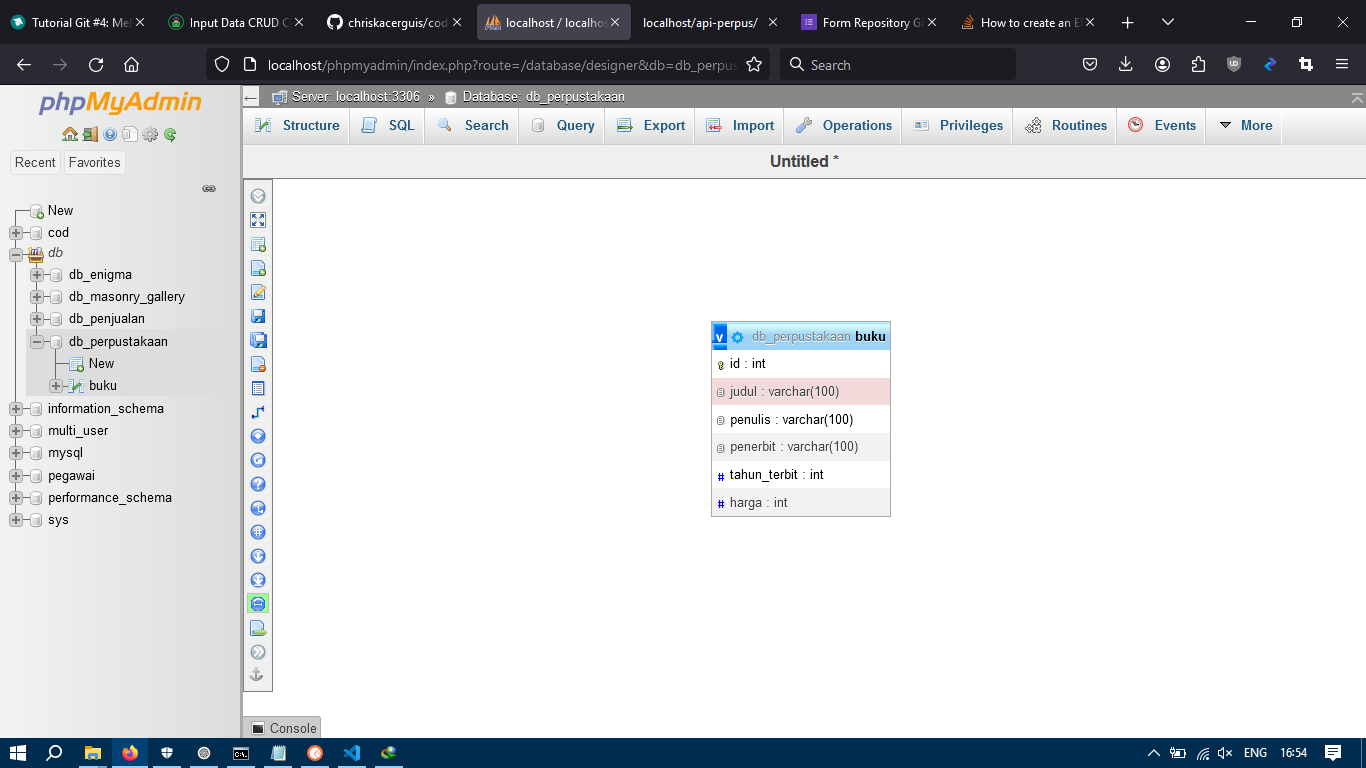 Tutorial Git #4: Mel
Input Data CRUD C
chriskacerguis/cod
localhost / localhos
localhost/api-perpus/
Form Repository Gi
How to create an E
localhost/phpmyadmin/index.php?route=/database/designer&db=db_perpus
Search
phpMyAdmin
Recent
Favorites
New
cod
db
db_enigma
db_masonry_gallery
db_penjualan
db_perpustakaan
New
buku
information_schema
multi_user
mysql
pegawai
performance_schema
sys
Server: localhost:3306 » Database: db_perpustakaan
Structure SQL Search Query Export Import Operations Privileges Routines Events More
Untitled *
v db_perpustakaan buku
id : int
judul : varchar(100)
penulis : varchar(100)
penerbit : varchar(100)
# tahun_terbit : int
# harga : int
Console
ENG 16:54